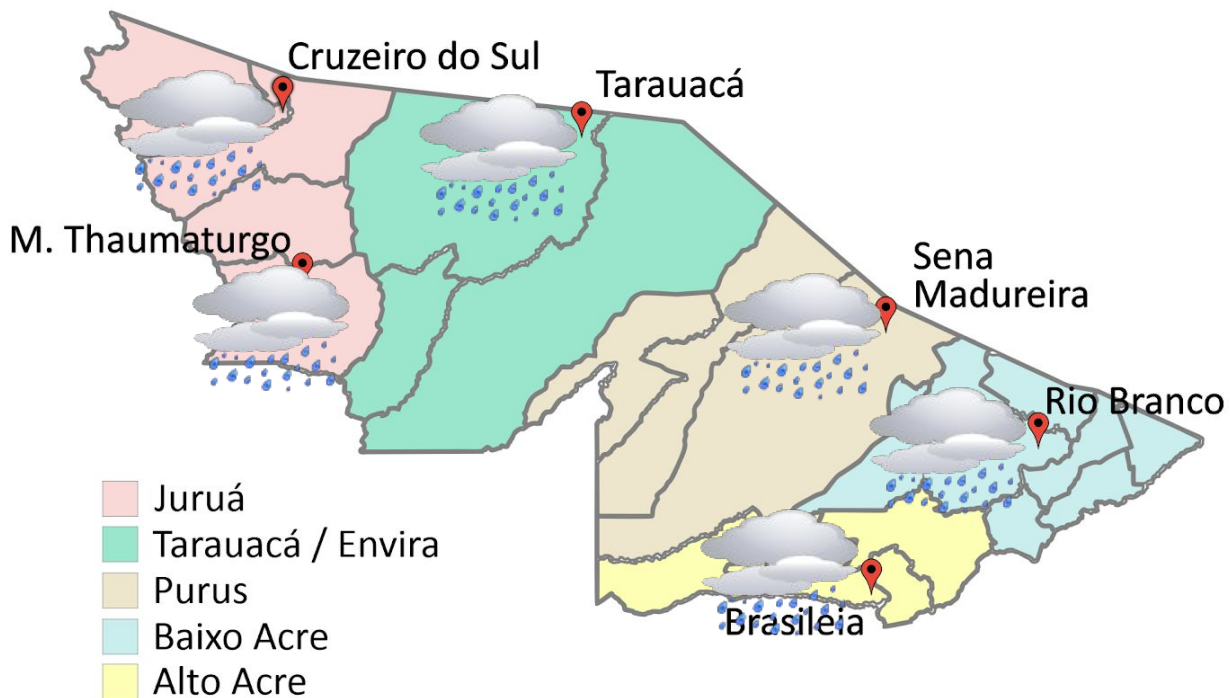 Cruzeiro do Sul
Tarauacá
M. Thaumaturgo
Sena
Madureira
Rio Branco
Brasileia
Juruá
Tarauacá / Envira
Purus
Baixo Acre
Alto Acre